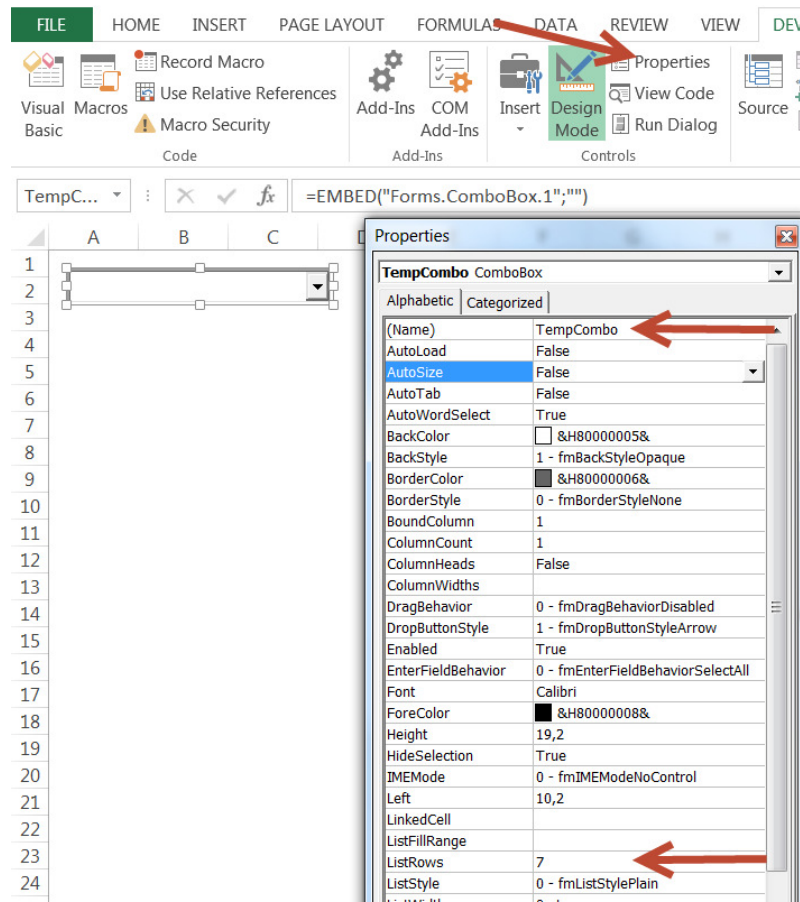 FILE HOME INSERT PAGE LAYOUT FORMULAS DATA REVIEW VIEW DEV
Visual Basic
Macros
Record Macro
Use Relative References
Macro Security
Code
Add-Ins
COM Add-Ins
Add-Ins
Insert
Design Mode
Properties
View Code
Run Dialog
Controls
Source
TempC... fx =EMBED("Forms.ComboBox.1";"")
A B C D
Properties
TempCombo ComboBox
Alphabetic Categorized
(Name) TempCombo
AutoLoad False
AutoSize False
AutoTab False
AutoWordSelect True
BackColor &H80000005&
BackStyle 1 - fmBackStyleOpaque
BorderColor &H80000006&
BorderStyle 0 - fmBorderStyleNone
BoundColumn 1
ColumnCount 1
ColumnHeads False
ColumnWidths
DragBehavior 0 - fmDragBehaviorDisabled
DropButtonStyle 1 - fmDropButtonStyleArrow
Enabled True
EnterFieldBehavior 0 - fmEnterFieldBehaviorSelectAll
Font Calibri
ForeColor &H80000008&
Height 19,2
HideSelection True
IMEMode 0 - fmIMEModeNoControl
Left 10,2
LinkedCell
ListFillRange
ListRows 7
ListStyle 0 - fmListStylePlain
1
2
3
4
5
6
7
8
9
10
11
12
13
14
15
16
17
18
19
20
21
22
23
24